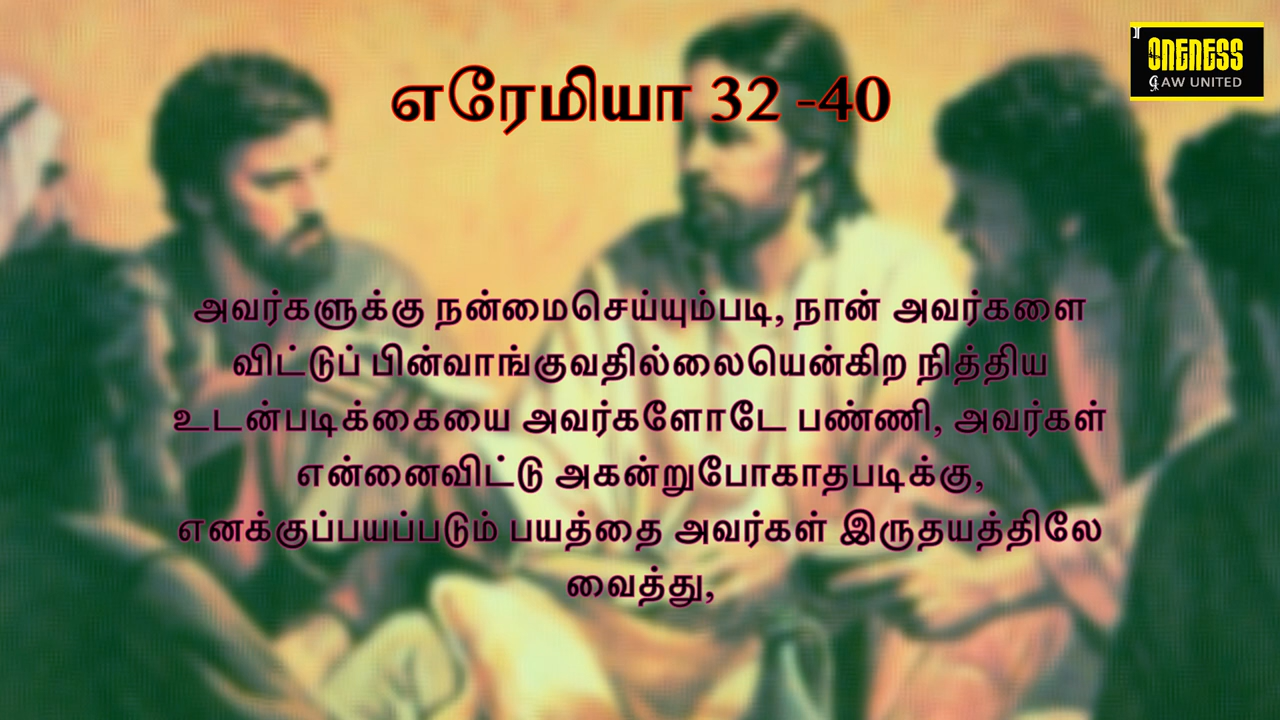 ONENESS
LAW UNITED
எரேமியா 32 -40
அவர்களுக்கு நன்மைசெய்யும்படி, நான் அவர்களை
விட்டுப் பின்வாங்குவதில்லையென்கிற நித்திய
உடன்படிக்கையை அவர்களோடே பண்ணி, அவர்கள்
என்னைவிட்டு அகன்றுபோகாதபடிக்கு,
எனக்குப்பயப்படும் பயத்தை அவர்கள் இருதயத்திலே
வைத்து,